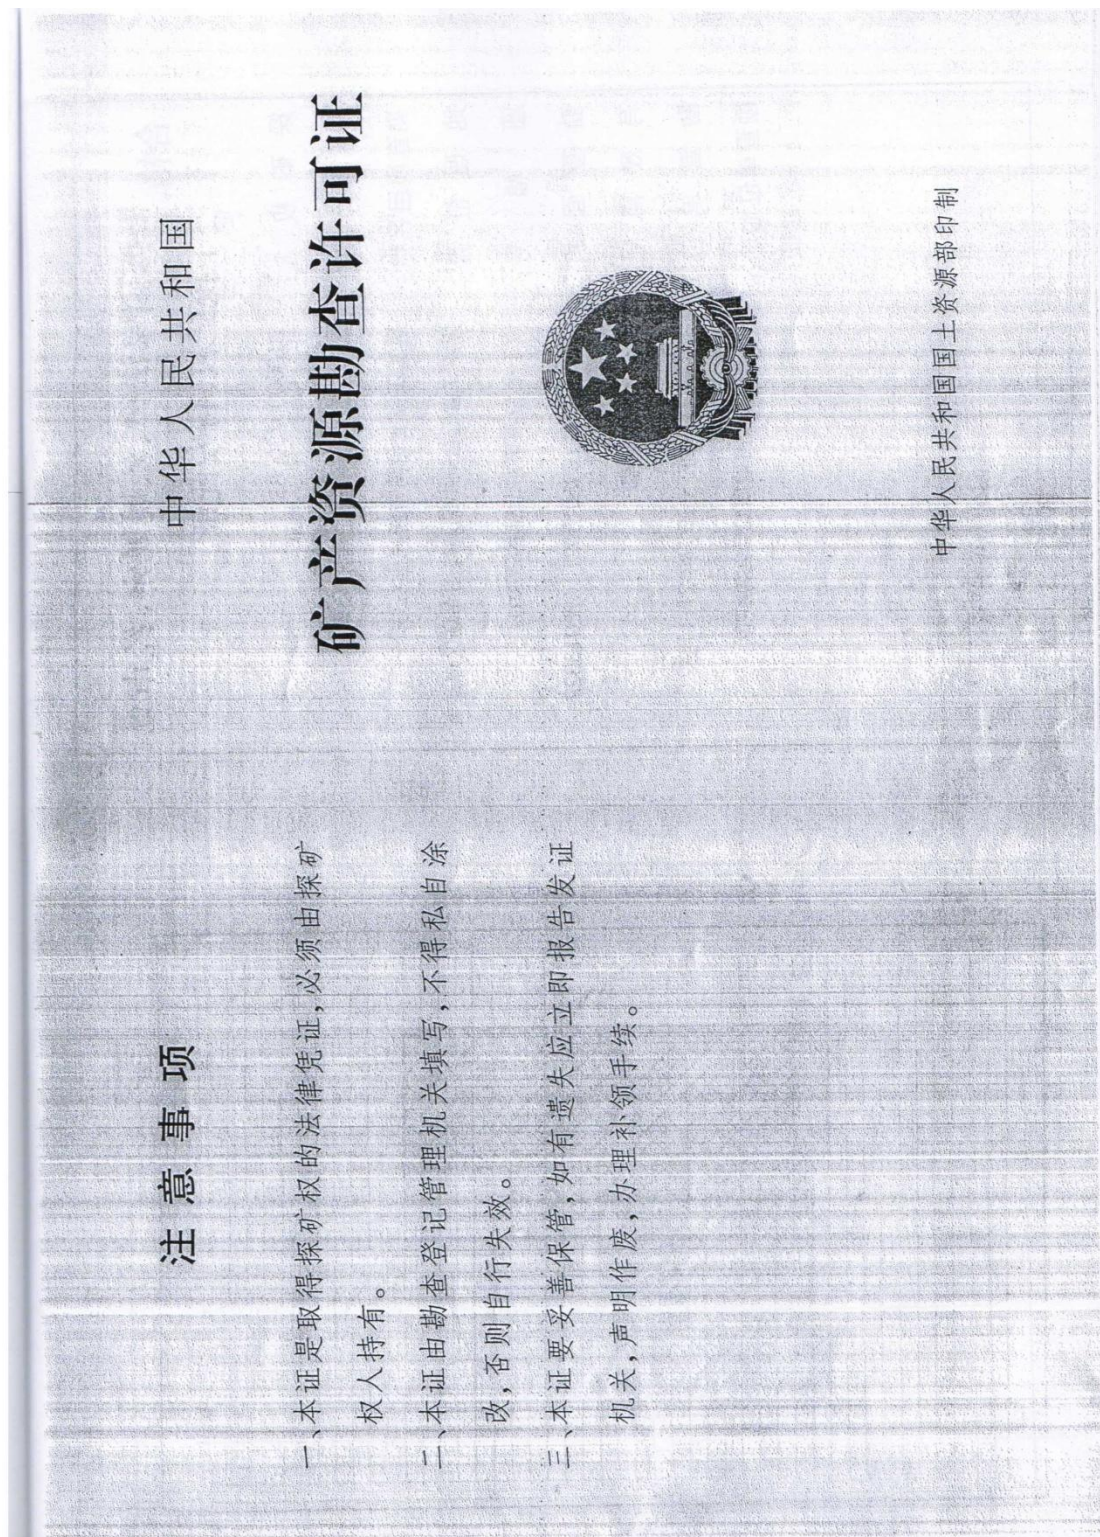 注意事项
一、本证是取得探矿权的法律凭证,必须由探矿
权人持有。
二、本证由勘查登记管理机关填写,不得私自涂
改,否则自行失效。
三、本证要妥善保管,如有遗失应立即报告发证
机关,声明作废,办理补领手续。
中华人民共和国
矿产资源勘查许可证
中华人民共和国国土资源部印制